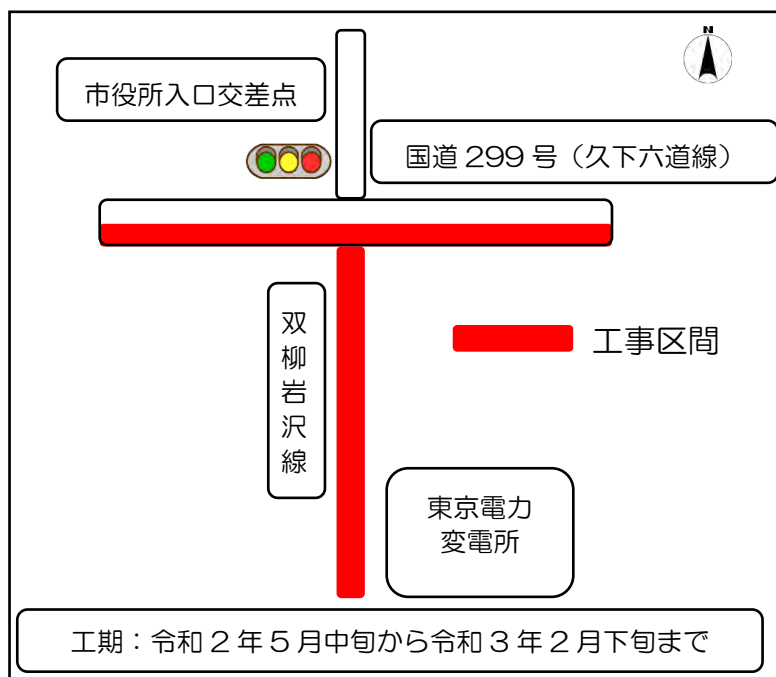 N
市役所入口交差点
国道299号（久下六道線）
双柳岩沢線
工事区間
東京電力
変電所
工期：令和2年5月中旬から令和3年2月下旬まで